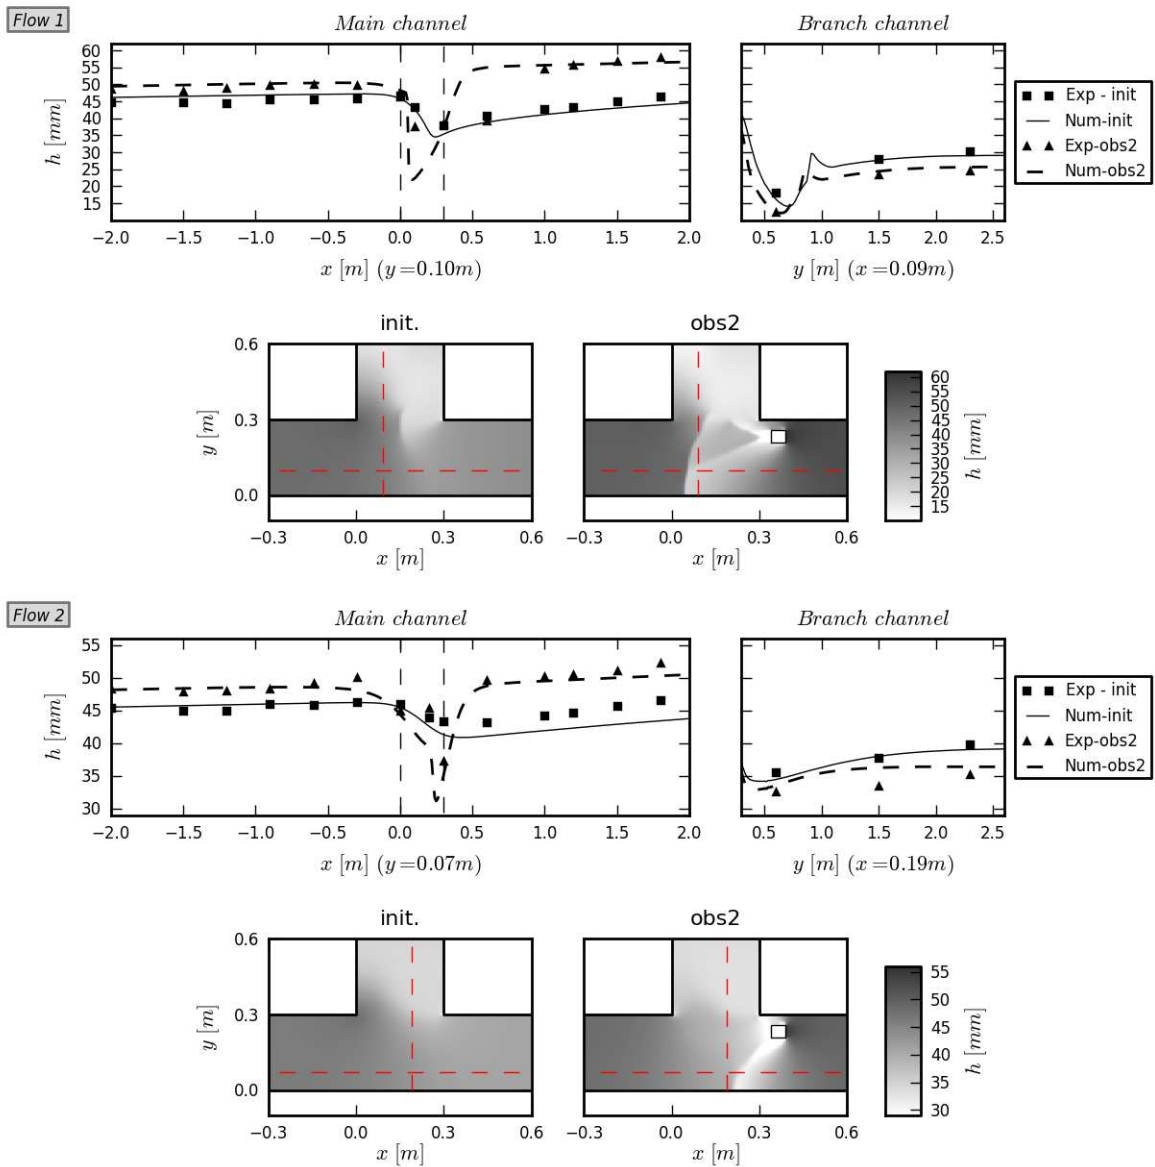 Flow 1
Main channel
Branch channel
60
55
50
45
40
35
30
25
20
15
h [mm]
−2.0 −1.5 −1.0 −0.5 0.0 0.5 1.0 1.5 2.0
x [m] (y=0.10m)
0.5 1.0 1.5 2.0 2.5
y [m] (x=0.09m)
Exp - init
Num-init
Exp-obs2
Num-obs2
init.
obs2
0.6
0.3
0.0
y [m]
−0.3 0.0 0.3 0.6
x [m]
−0.3 0.0 0.3 0.6
x [m]
60
55
50
45
40
35
30
25
20
15
h [mm]
Flow 2
Main channel
Branch channel
55
50
45
40
35
30
h [mm]
−2.0 −1.5 −1.0 −0.5 0.0 0.5 1.0 1.5 2.0
x [m] (y=0.07m)
0.5 1.0 1.5 2.0 2.5
y [m] (x=0.19m)
Exp - init
Num-init
Exp-obs2
Num-obs2
init.
obs2
0.6
0.3
0.0
y [m]
−0.3 0.0 0.3 0.6
x [m]
−0.3 0.0 0.3 0.6
x [m]
55
50
45
40
35
30
h [mm]